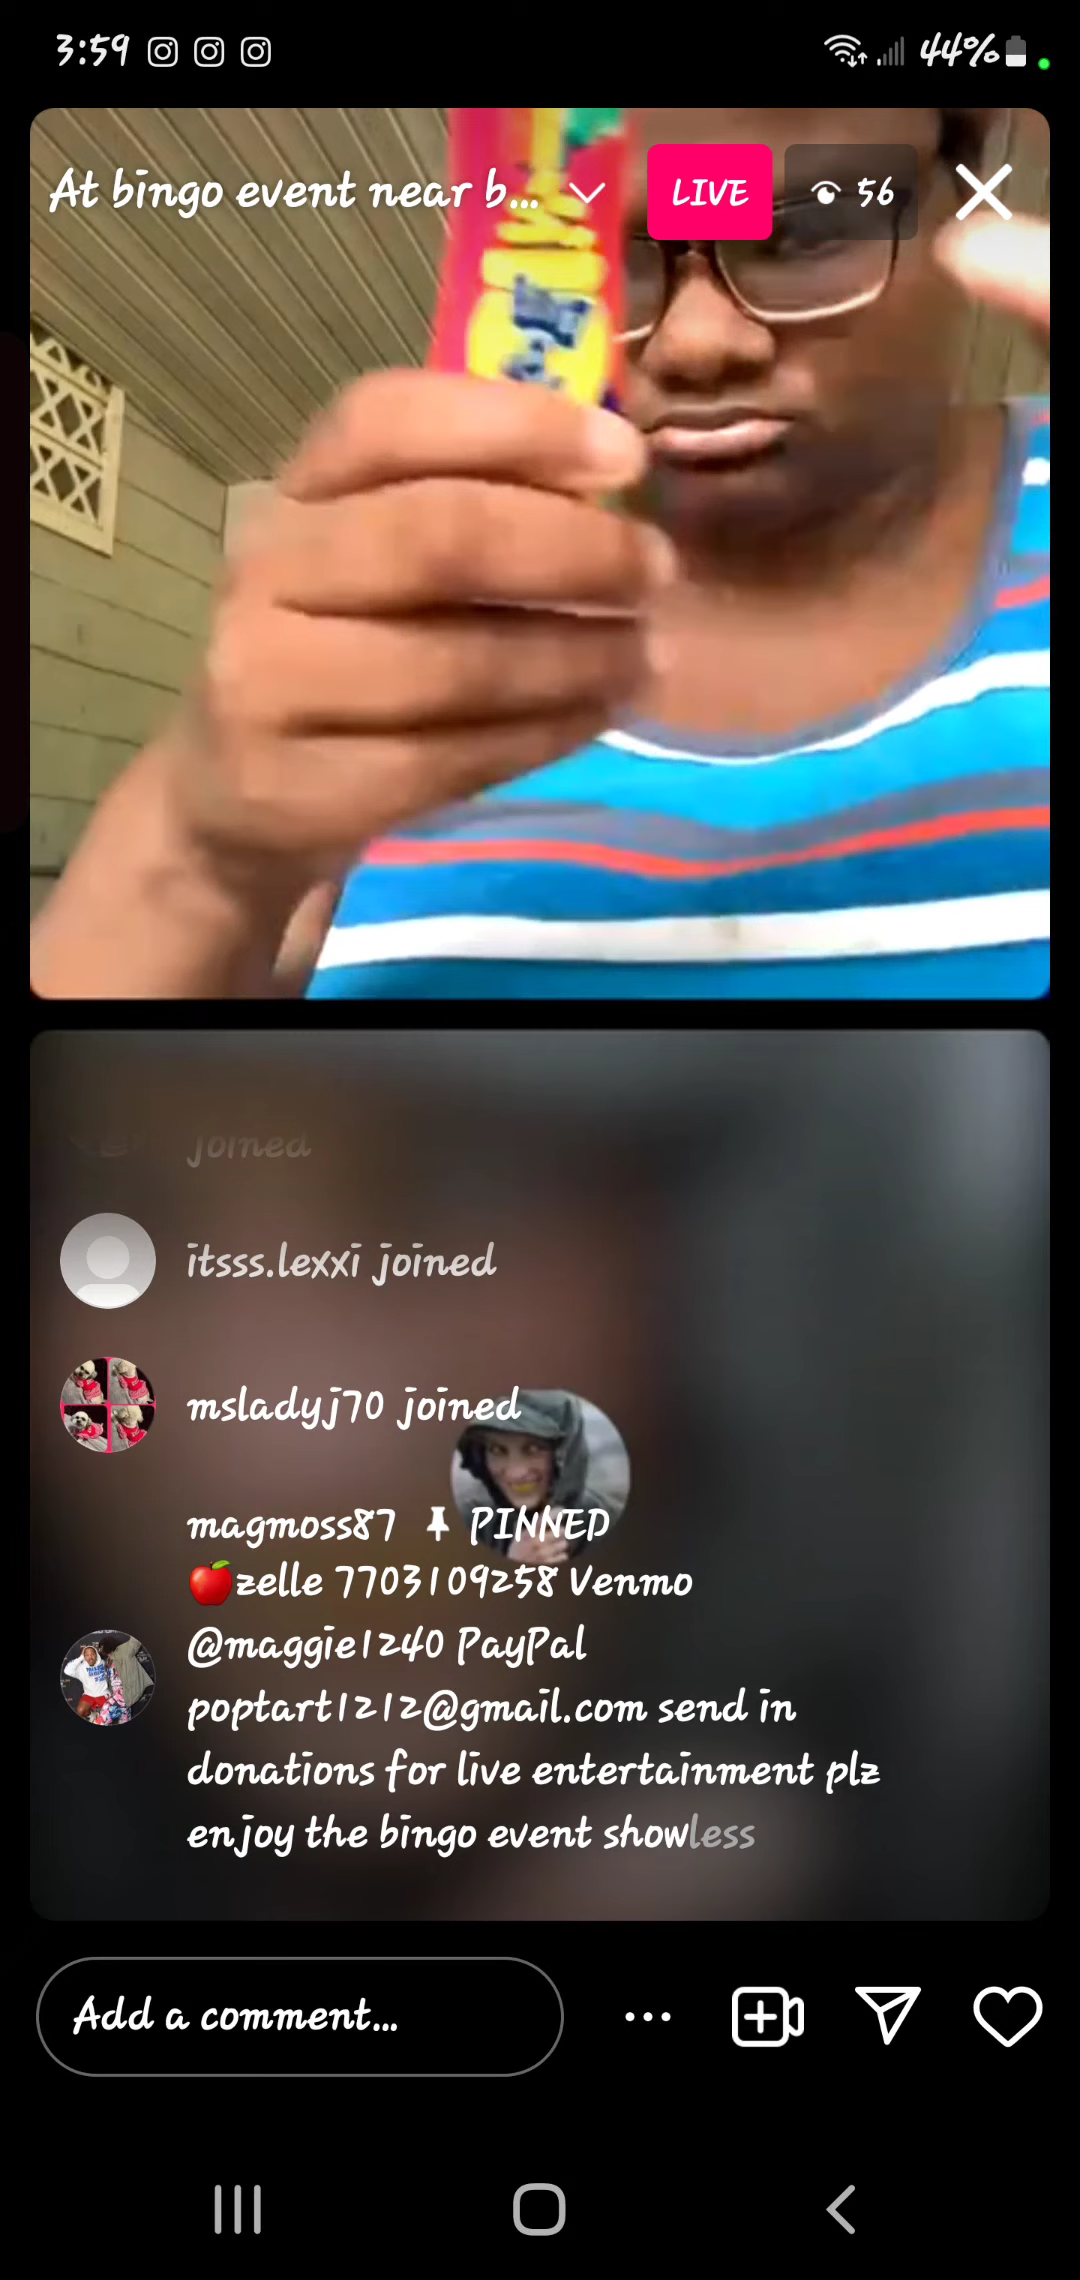 3:59
44%
At bingo event near b...
LIVE
56
joined
itsss.lexxi joined
msladyj70 joined
magmoss87 PINNED
🍎zelle 7703109258 Venmo
@maggie1240 PayPal
poptart1212@gmail.com send in
donations for live entertainment plz
enjoy the bingo event showless
Add a comment...